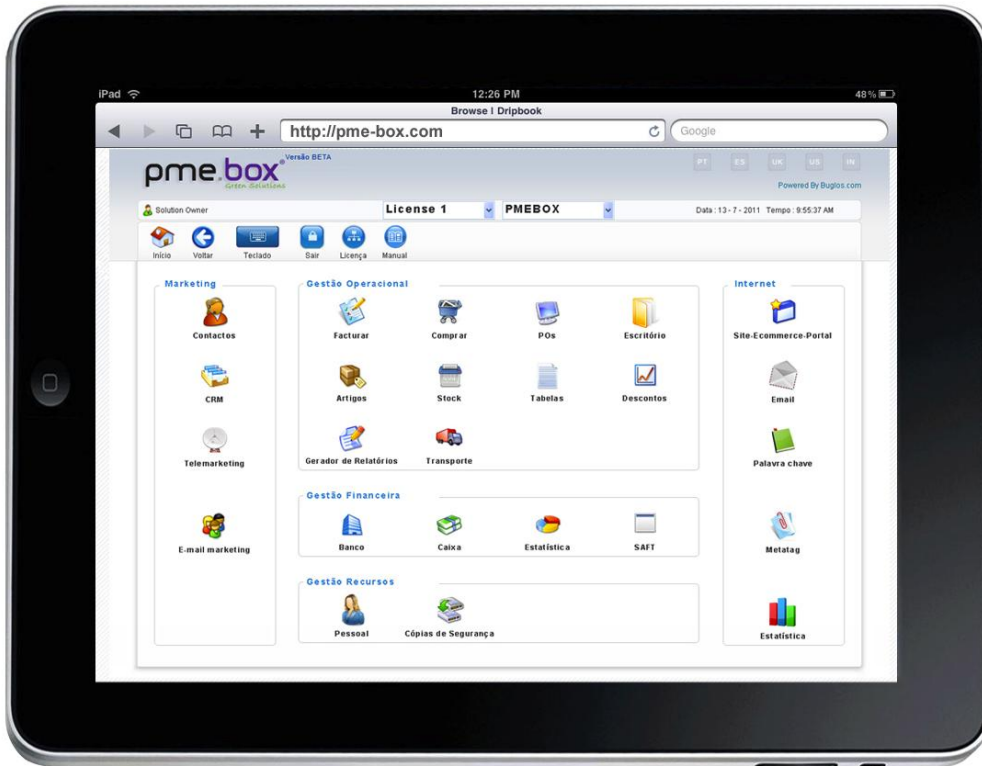 iPad 12:26 PM 48%
Browse | Dripbook
http://pme-box.com Google
pme.box® Versão BETA
Green Solutions
PT ES UK US IN
Powered By Buglos.com
Solution Owner License 1 PMEBOX Data : 13 - 7 - 2011 Tempo : 9:55:37 AM
Início Voltar Teclado Sair Licença Manual
Marketing
Contactos
CRM
Telemarketing
E-mail marketing
Gestão Operacional
Facturar Comprar POs Escritório
Artigos Stock Tabelas Descontos
Gerador de Relatórios Transporte
Gestão Financeira
Banco Caixa Estatística SAFT
Gestão Recursos
Pessoal Cópias de Segurança
Internet
Site-Ecommerce-Portal
Email
Palavra chave
Metatag
Estatística